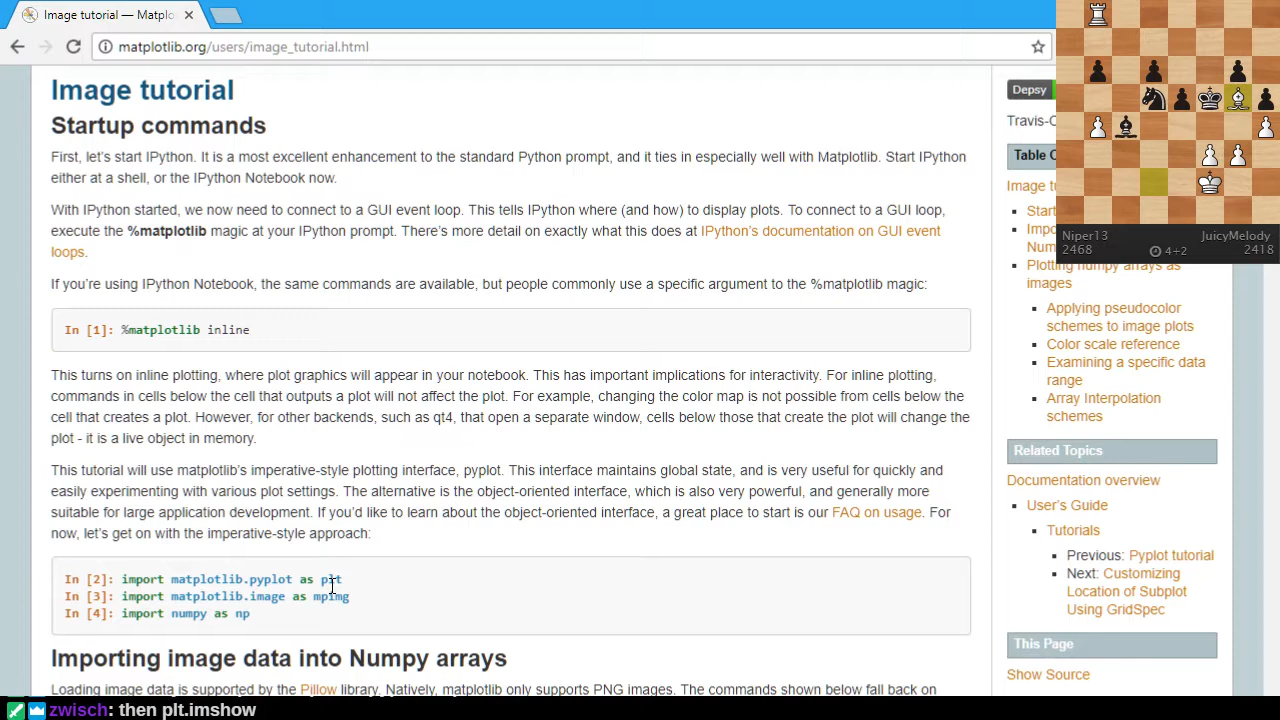 Image tutorial — Matplo
matplotlib.org/users/image_tutorial.html
Image tutorial
Startup commands
First, let's start IPython. It is a most excellent enhancement to the standard Python prompt, and it ties in especially well with Matplotlib. Start IPython
either at a shell, or the IPython Notebook now.
With IPython started, we now need to connect to a GUI event loop. This tells IPython where (and how) to display plots. To connect to a GUI loop,
execute the %matplotlib magic at your IPython prompt. There's more detail on exactly what this does at IPython's documentation on GUI event
loops.
If you're using IPython Notebook, the same commands are available, but people commonly use a specific argument to the %matplotlib magic:
In [1]: %matplotlib inline
This turns on inline plotting, where plot graphics will appear in your notebook. This has important implications for interactivity. For inline plotting,
commands in cells below the cell that outputs a plot will not affect the plot. For example, changing the color map is not possible from cells below the
cell that creates a plot. However, for other backends, such as qt4, that open a separate window, cells below those that create the plot will change the
plot - it is a live object in memory.
This tutorial will use matplotlib's imperative-style plotting interface, pyplot. This interface maintains global state, and is very useful for quickly and
easily experimenting with various plot settings. The alternative is the object-oriented interface, which is also very powerful, and generally more
suitable for large application development. If you'd like to learn about the object-oriented interface, a great place to start is our FAQ on usage. For
now, let's get on with the imperative-style approach:
In [2]: import matplotlib.pyplot as plt
In [3]: import matplotlib.image as mpimg
In [4]: import numpy as np
Importing image data into Numpy arrays
Loading image data is supported by the Pillow library. Natively, matplotlib only supports PNG images. The commands shown below fall back on
Depsy
Travis-C
Table C
Image tu
Start
Impo
Num
Plotting numpy arrays as
images
Applying pseudocolor
schemes to image plots
Color scale reference
Examining a specific data
range
Array Interpolation
schemes
Related Topics
Documentation overview
User's Guide
Tutorials
Previous: Pyplot tutorial
Next: Customizing
Location of Subplot
Using GridSpec
This Page
Show Source
Niper13 JuicyMelody
2468 4+2 2418
zwisch: then plt.imshow